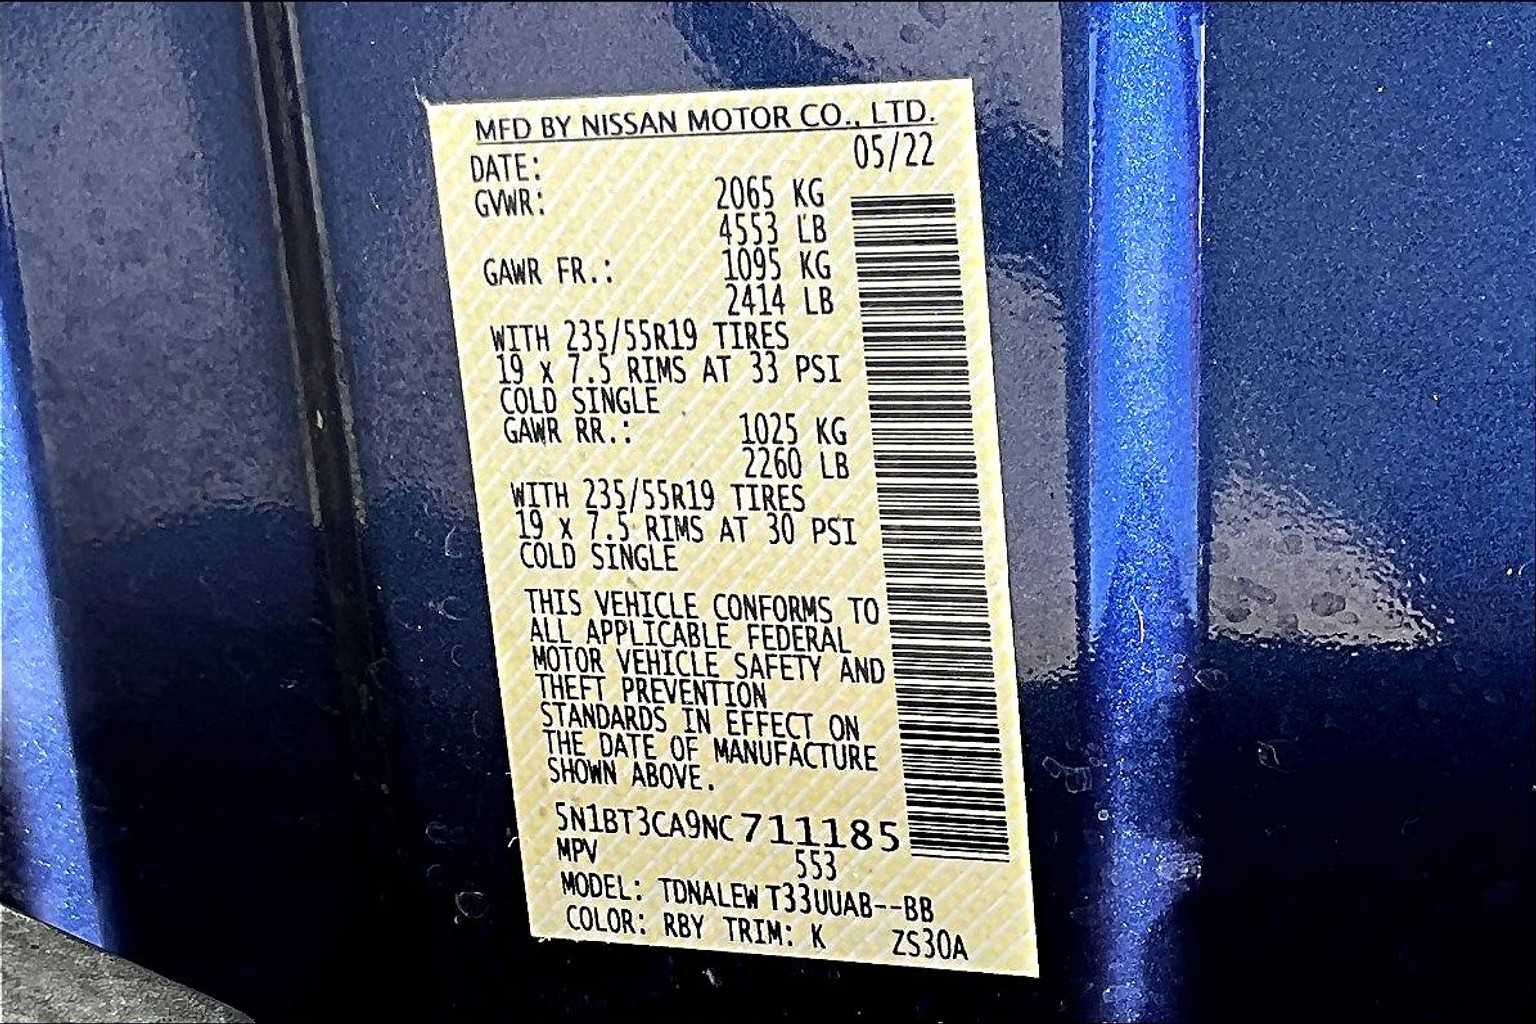 MFD BY NISSAN MOTOR CO., LTD.
DATE: 05/22
GVWR: 2065 KG
4553 LB
GAWR FR.: 1095 KG
2414 LB
WITH 235/55R19 TIRES
19 x 7.5 RIMS AT 33 PSI
COLD SINGLE
GAWR RR.: 1025 KG
2260 LB
WITH 235/55R19 TIRES
19 x 7.5 RIMS AT 30 PSI
COLD SINGLE
THIS VEHICLE CONFORMS TO
ALL APPLICABLE FEDERAL
MOTOR VEHICLE SAFETY AND
THEFT PREVENTION
STANDARDS IN EFFECT ON
THE DATE OF MANUFACTURE
SHOWN ABOVE.
5N1BT3CA9NC711185
MPV 553
MODEL: TDNALEW T33UUAB--BB
COLOR: RBY TRIM: K ZS30A